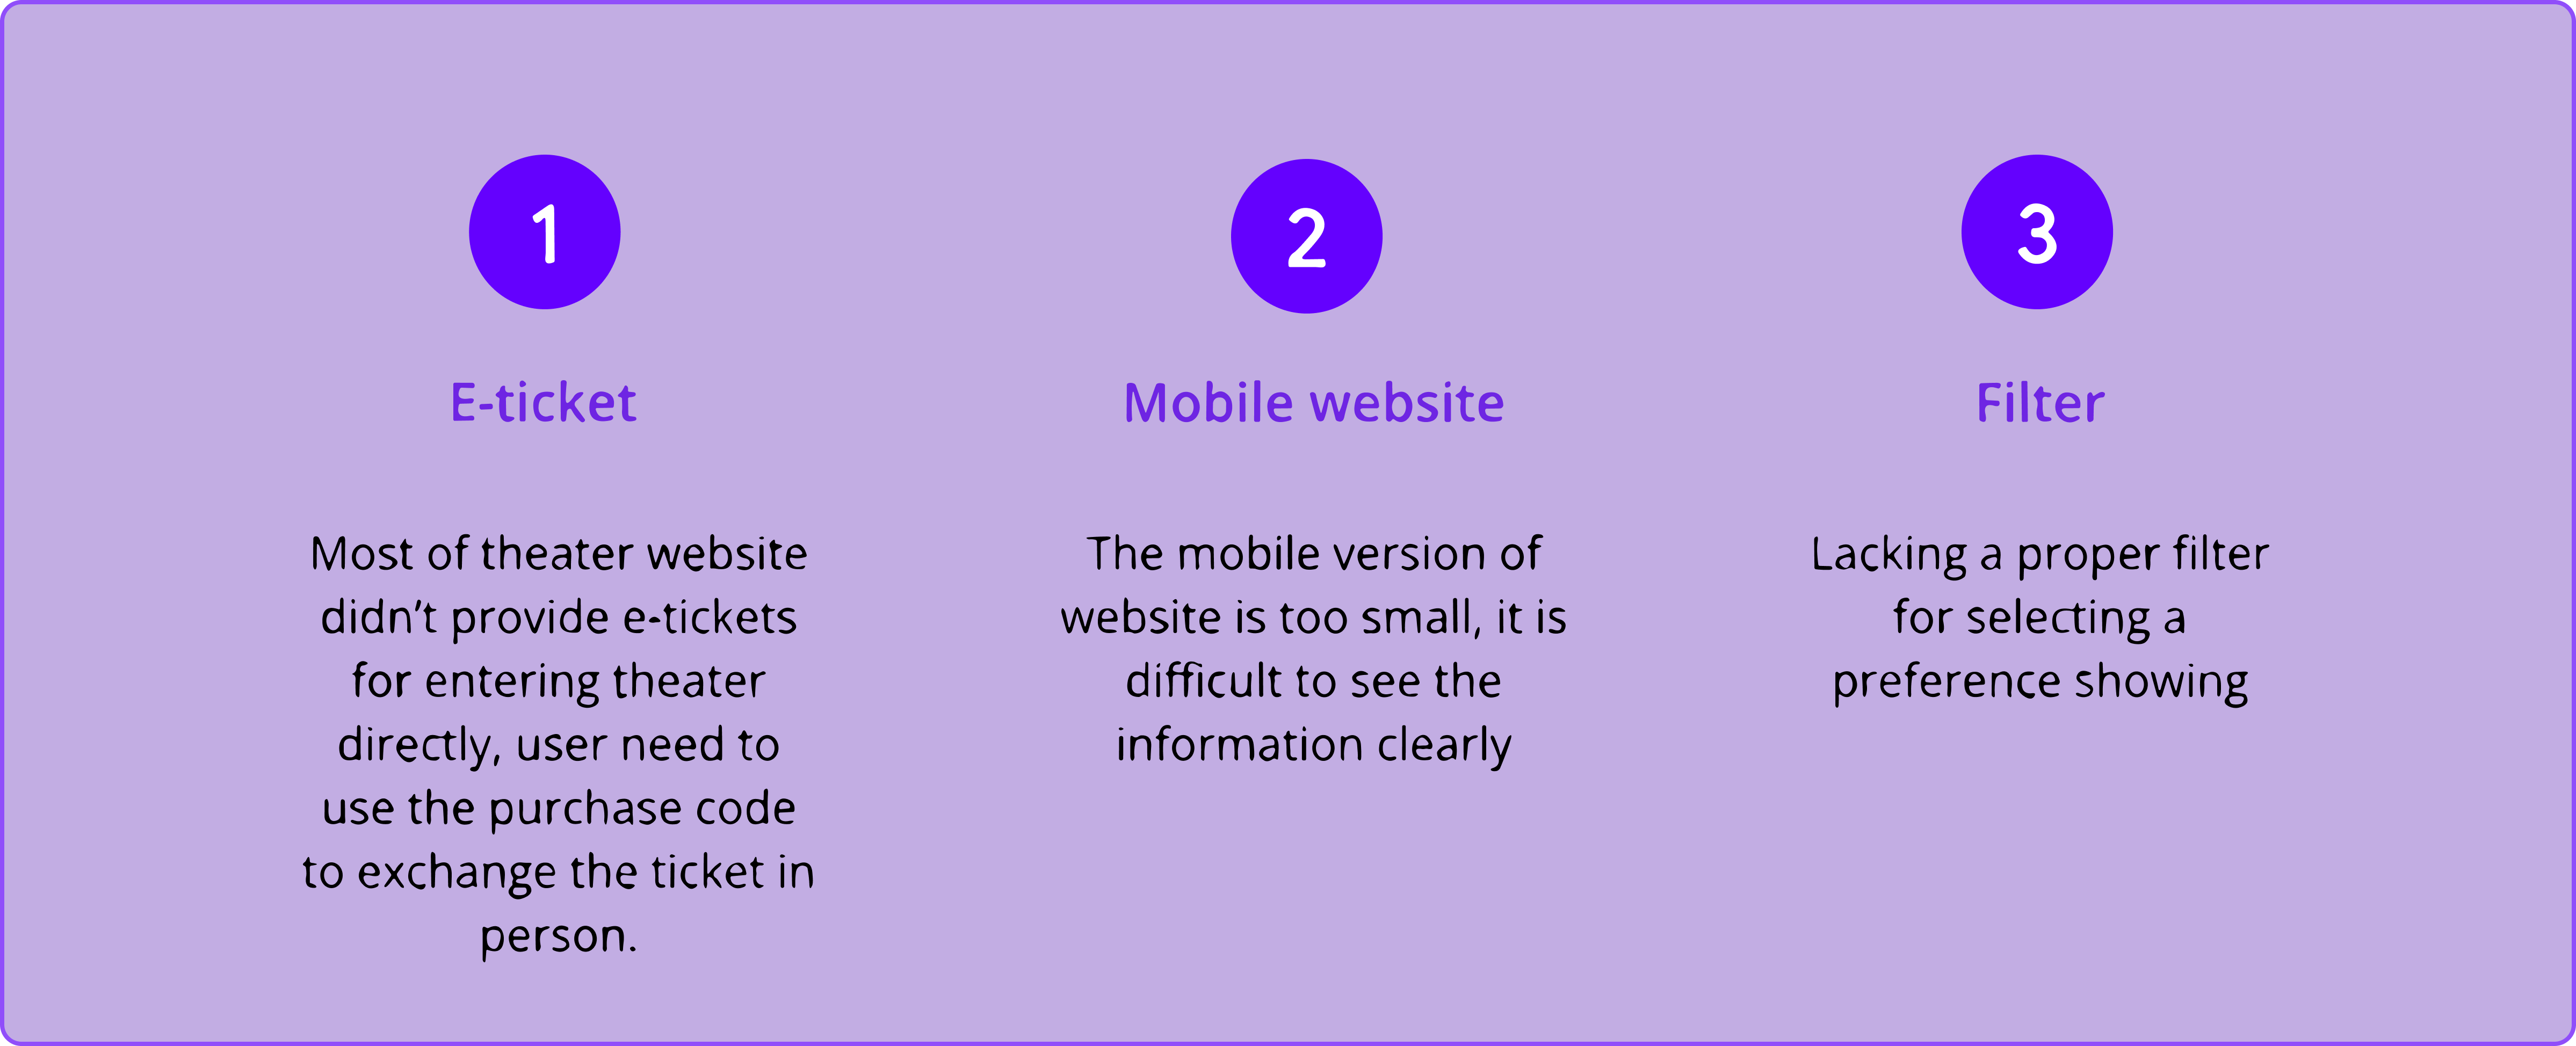 1
E-ticket
Most of theater website
didn't provide e-tickets
for entering theater
directly, user need to
use the purchase code
to exchange the ticket in
person.
2
Mobile website
The mobile version of
website is too small, it is
difficult to see the
information clearly
3
Filter
Lacking a proper filter
for selecting a
preference showing